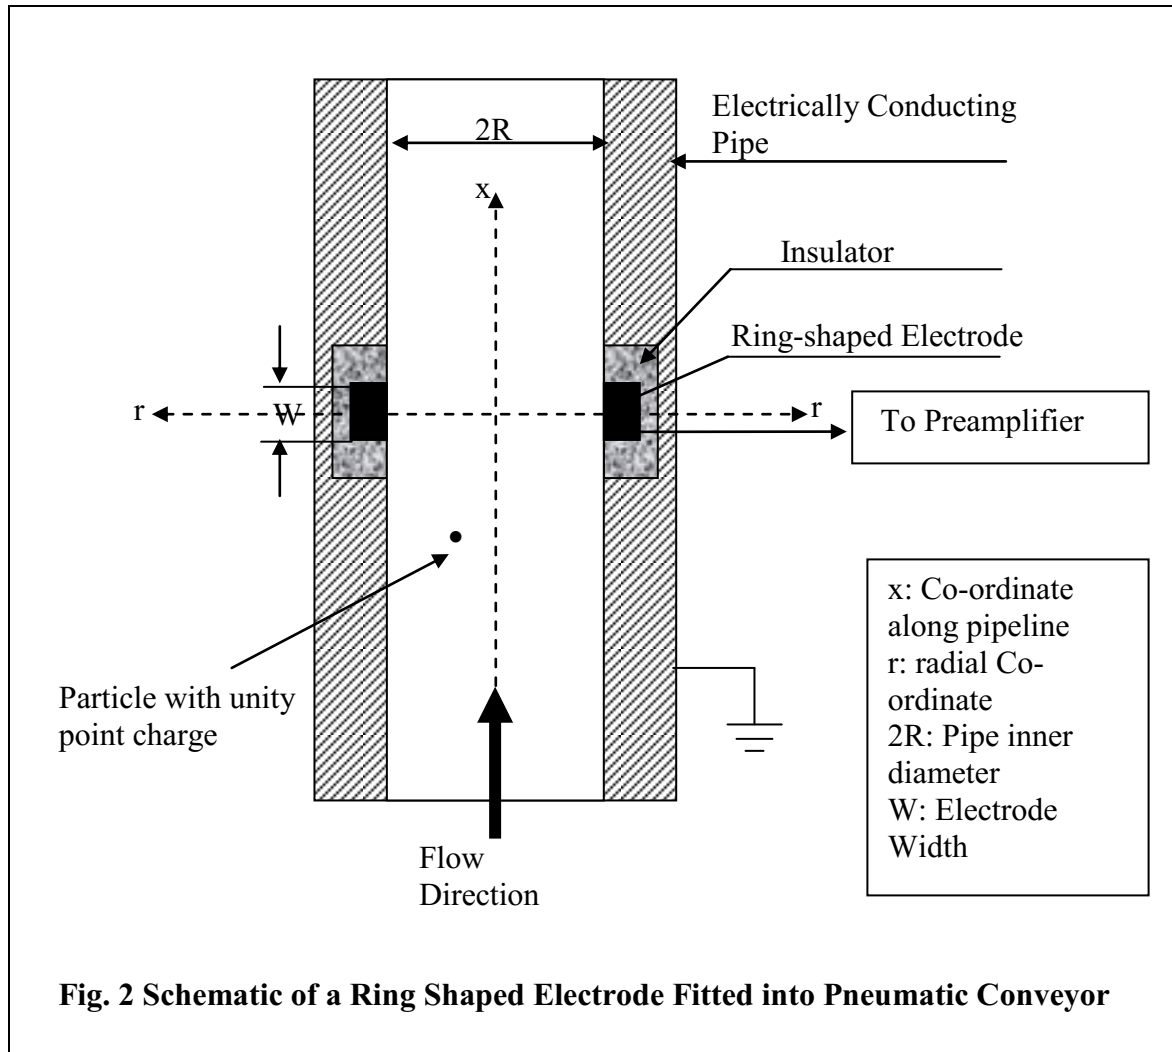 Electrically Conducting
Pipe
2R
x
Insulator
Ring-shaped Electrode
r
W
r
To Preamplifier
x: Co-ordinate
along pipeline
r: radial Co-
ordinate
2R: Pipe inner
diameter
W: Electrode
Width
Particle with unity
point charge
Flow
Direction
Fig. 2 Schematic of a Ring Shaped Electrode Fitted into Pneumatic Conveyor